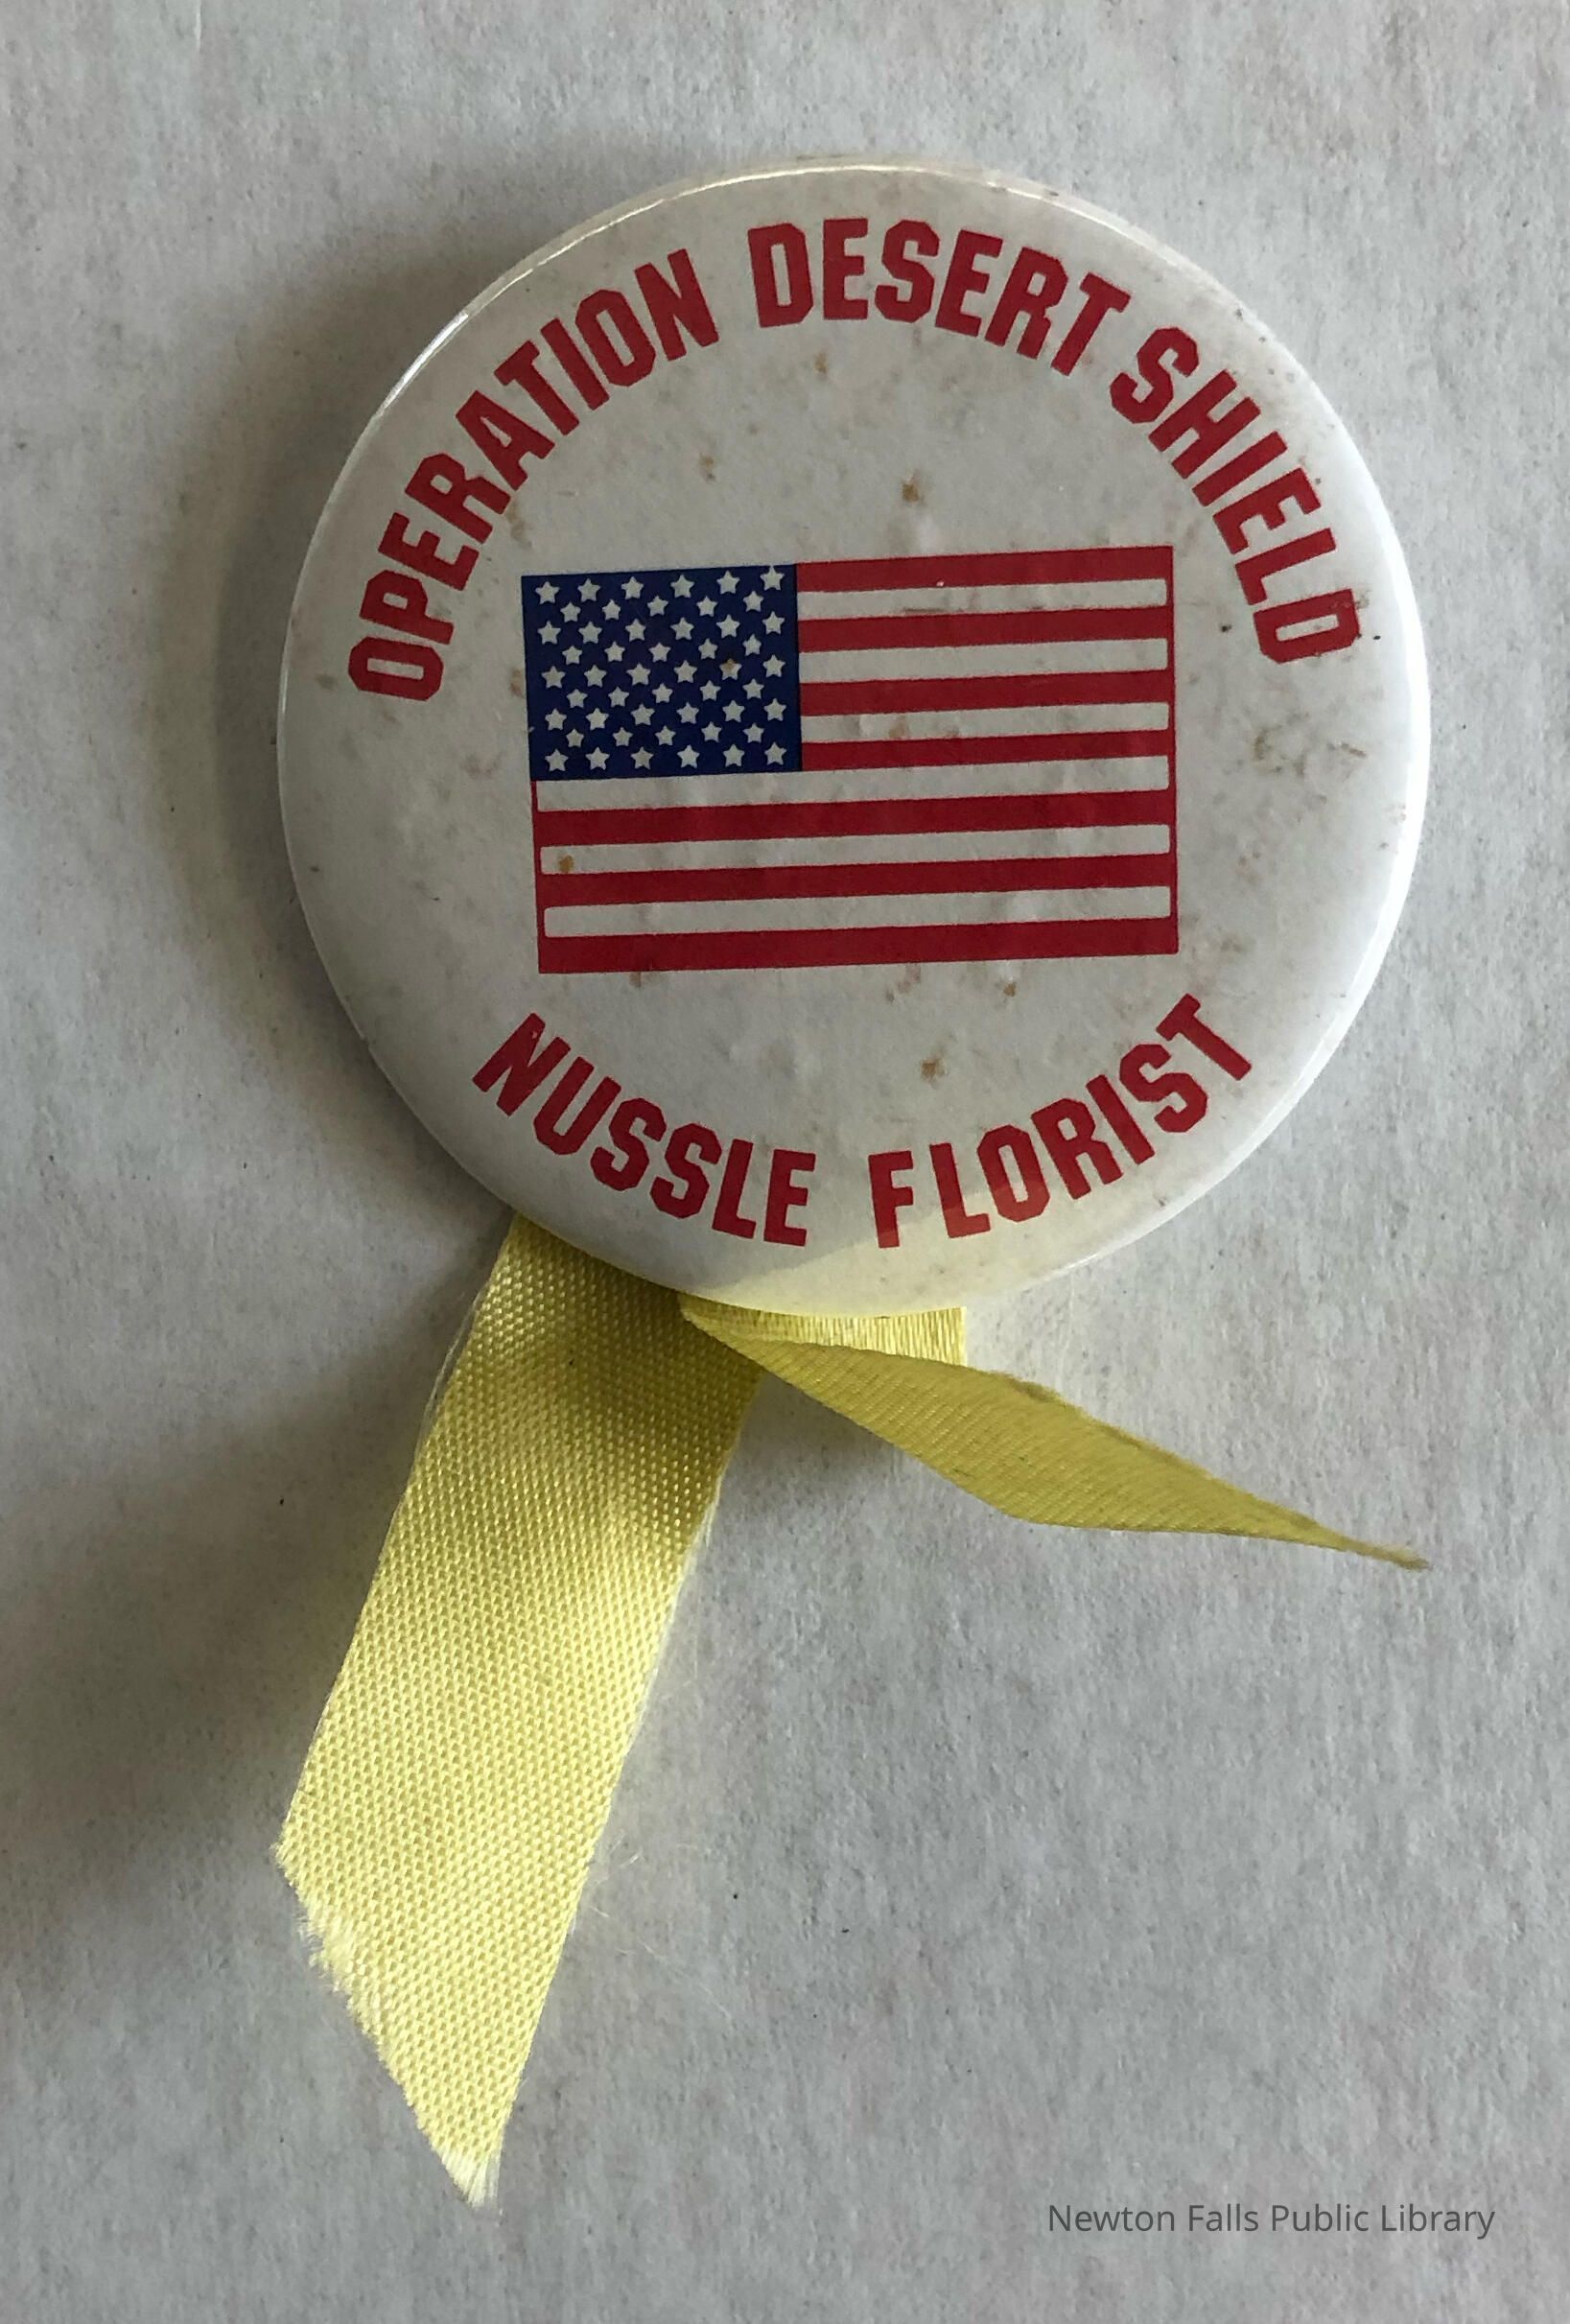 OPERATION DESERT SHIELD
NUSSLE FLORIST
Newton Falls Public Library